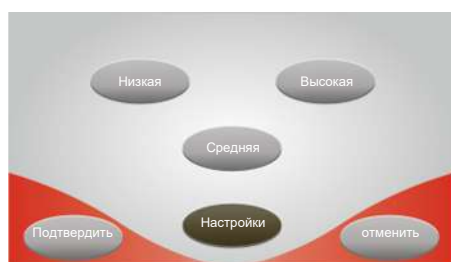 Низкая
Высокая
Средняя
Настройки
Подтвердить
отменить